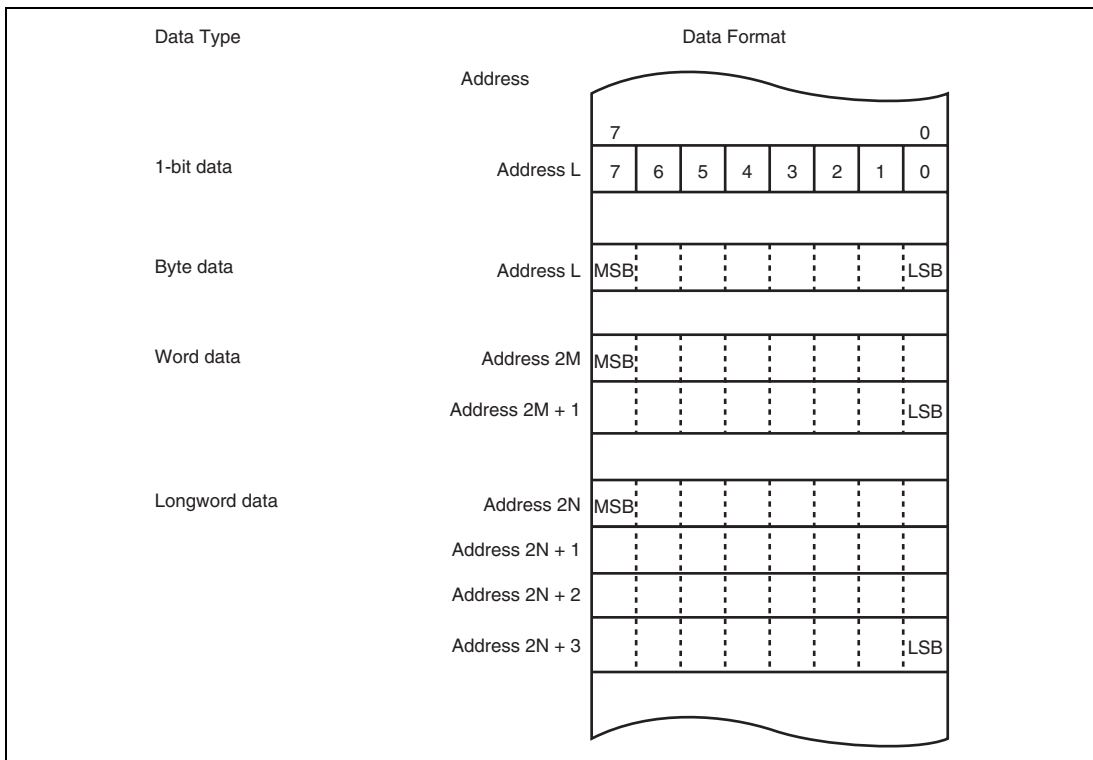 Data Type Data Format
Address
7 0
1-bit data Address L 7 6 5 4 3 2 1 0
Byte data Address L MSB LSB
Word data Address 2M MSB
Address 2M + 1 LSB
Longword data Address 2N MSB
Address 2N + 1
Address 2N + 2
Address 2N + 3 LSB